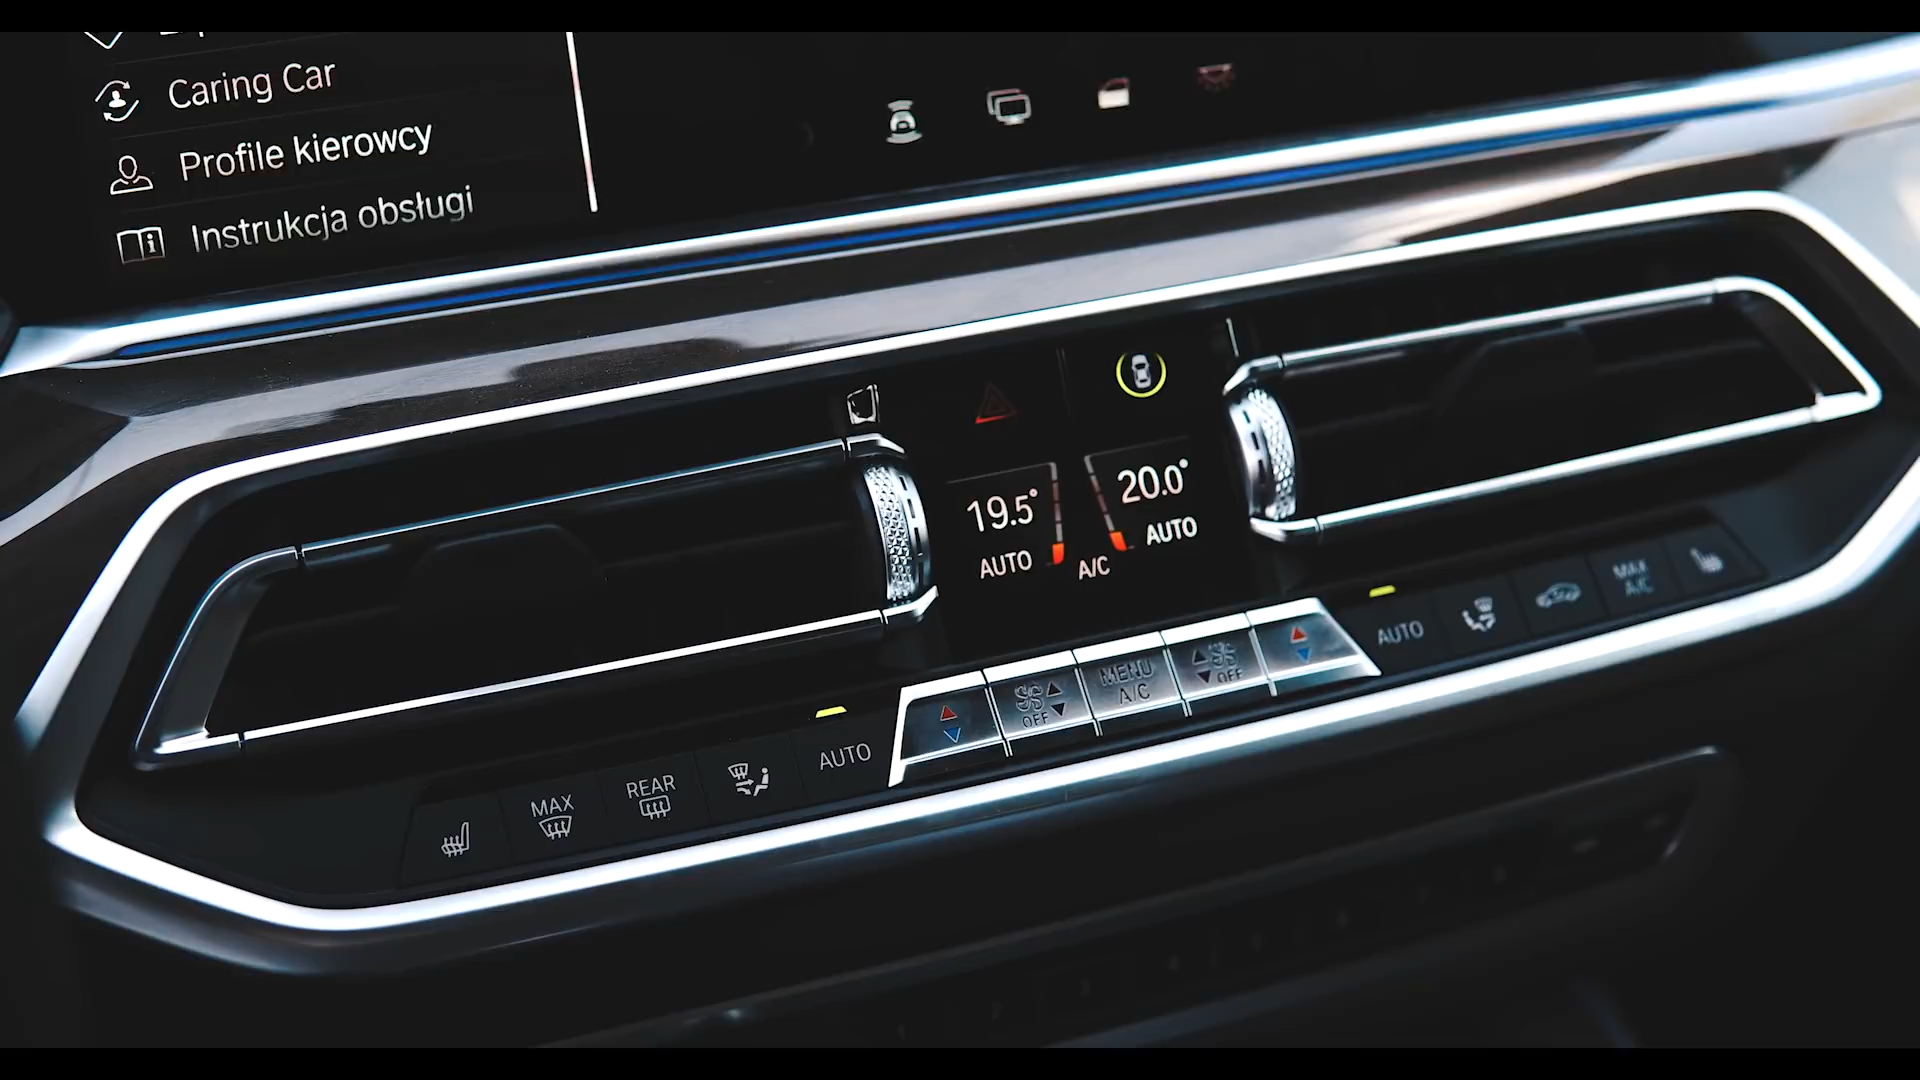 Caring Car
Profile kierowcy
Instrukcja obsługi
19.5°
20.0°
AUTO
A/C
AUTO
MAX
REAR
AUTO
OFF
MENU
A/C
OFF
AUTO
MAX
A/C